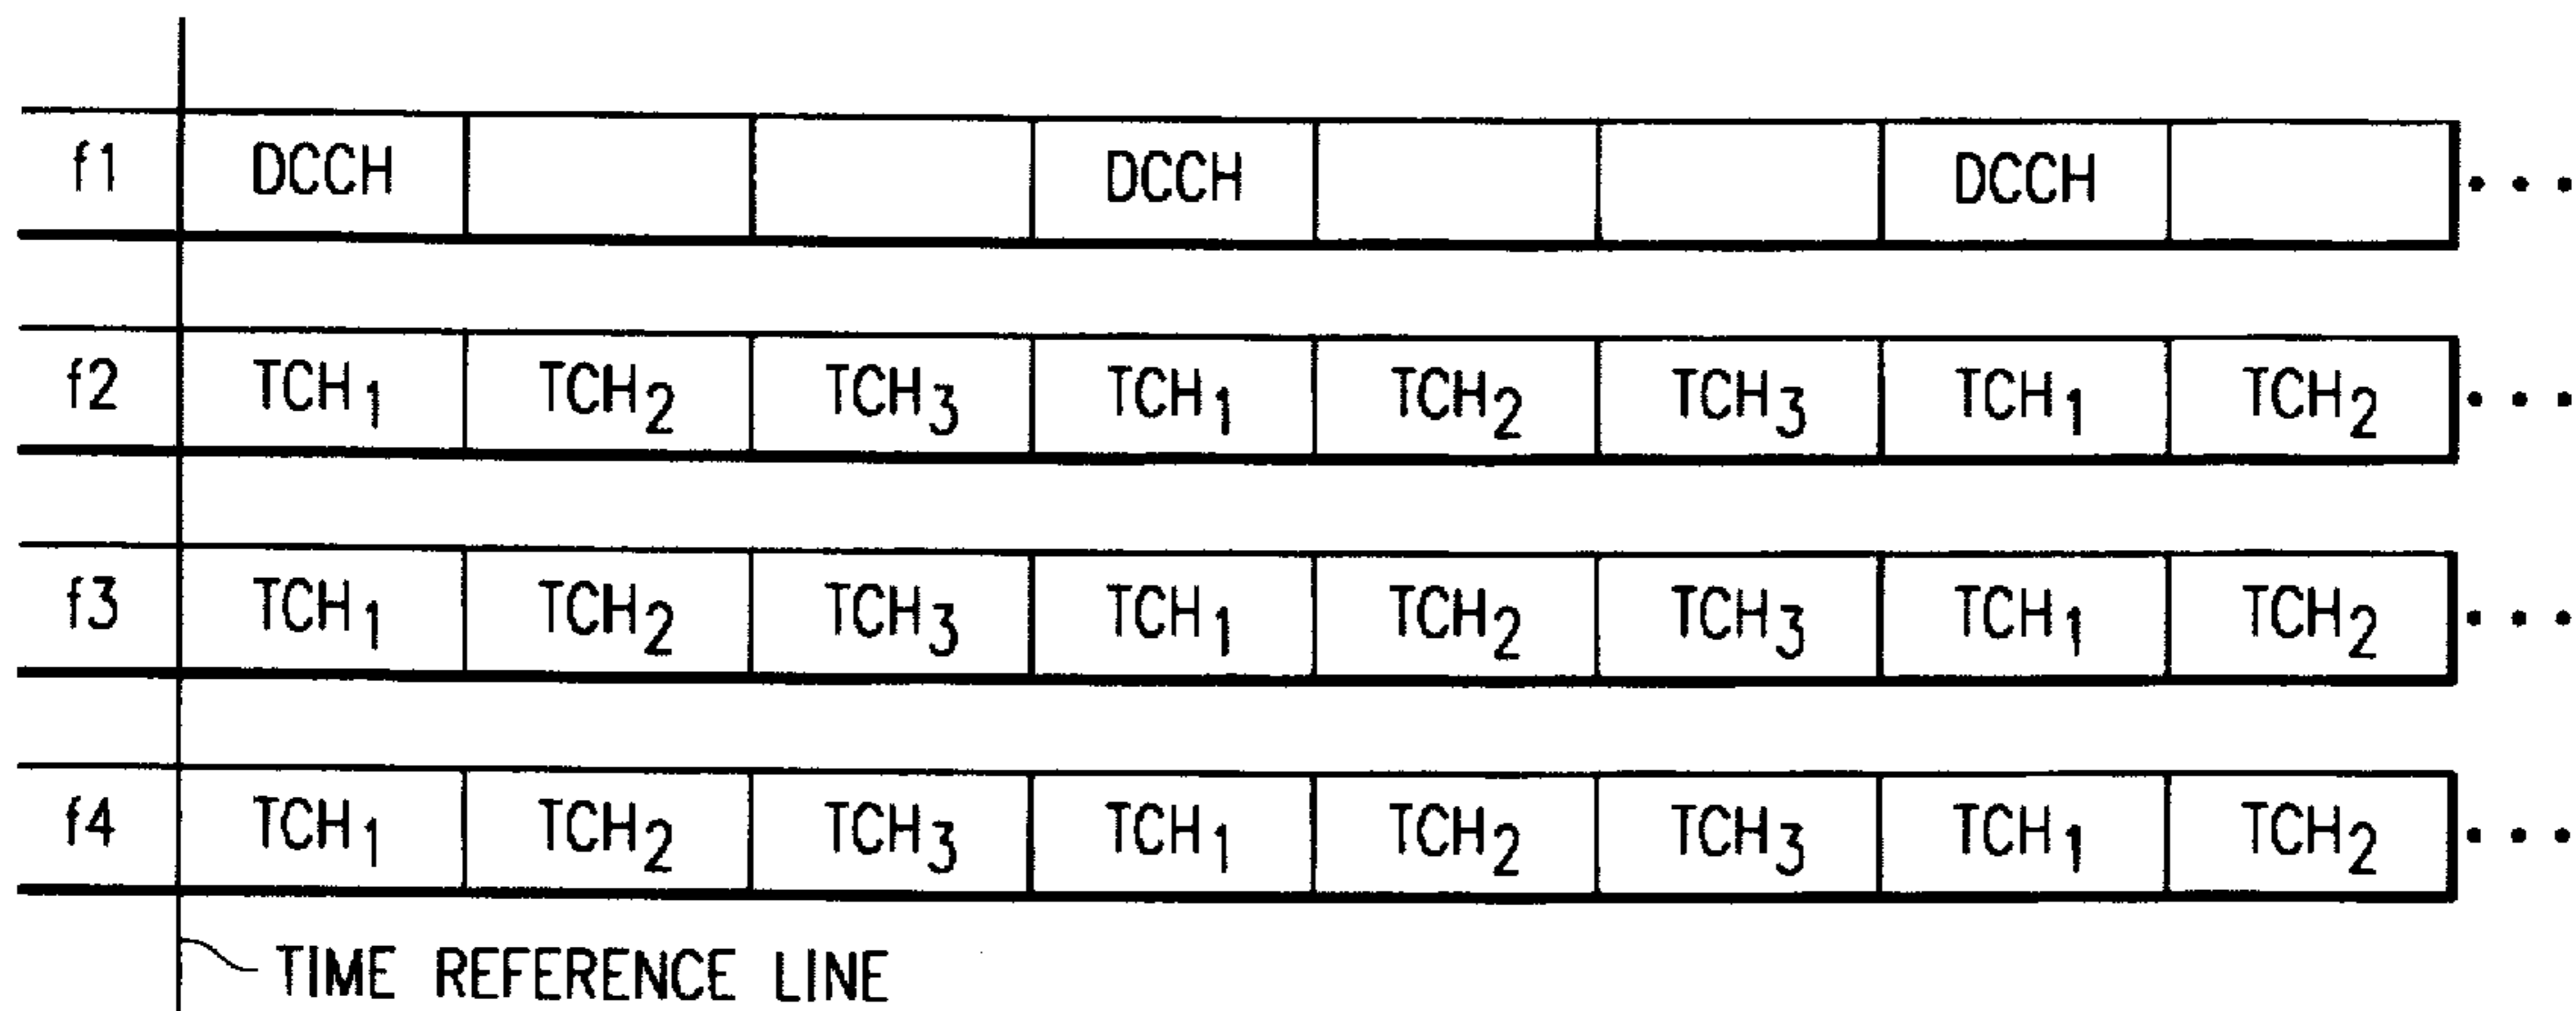 f1 DCCH DCCH DCCH . . .
f2 TCH₁ TCH₂ TCH₃ TCH₁ TCH₂ TCH₃ TCH₁ TCH₂ . . .
f3 TCH₁ TCH₂ TCH₃ TCH₁ TCH₂ TCH₃ TCH₁ TCH₂ . . .
f4 TCH₁ TCH₂ TCH₃ TCH₁ TCH₂ TCH₃ TCH₁ TCH₂ . . .
TIME REFERENCE LINE